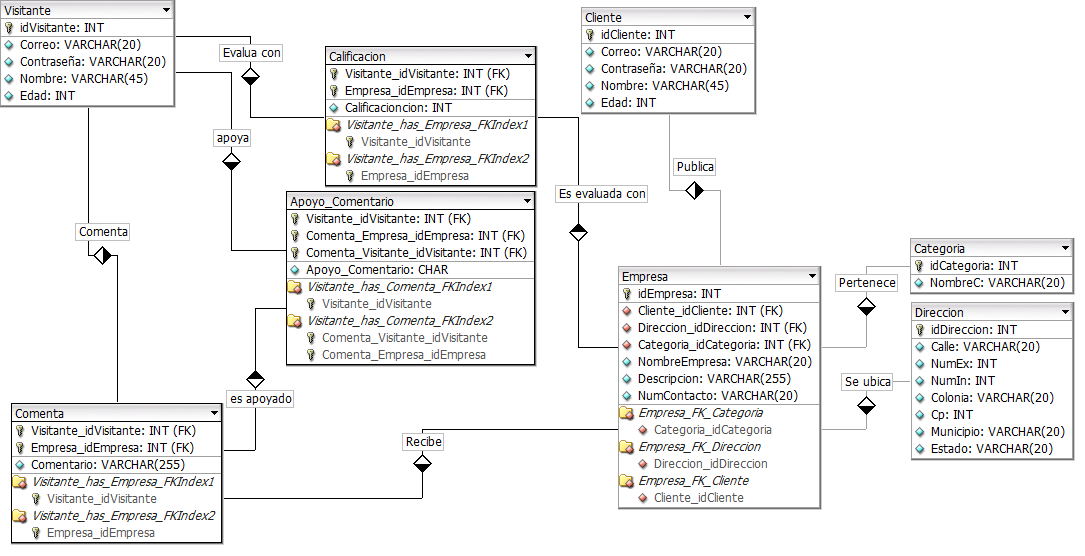 Visitante
idVisitante: INT
Correo: VARCHAR(20)
Contraseña: VARCHAR(20)
Nombre: VARCHAR(45)
Edad: INT
Evalua con
apoya
Comenta
Calificacion
Visitante_idVisitante: INT (FK)
Empresa_idEmpresa: INT (FK)
Calificacioncion: INT
Visitante_has_Empresa_FKIndex1
Visitante_idVisitante
Visitante_has_Empresa_FKIndex2
Empresa_idEmpresa
Cliente
idCliente: INT
Correo: VARCHAR(20)
Contraseña: VARCHAR(20)
Nombre: VARCHAR(45)
Edad: INT
Publica
Es evaluada con
Apoyo_Comentario
Visitante_idVisitante: INT (FK)
Comenta_Empresa_idEmpresa: INT (FK)
Comenta_Visitante_idVisitante: INT (FK)
Apoyo_Comentario: CHAR
Visitante_has_Comenta_FKIndex1
Visitante_idVisitante
Visitante_has_Comenta_FKIndex2
Comenta_Visitante_idVisitante
Comenta_Empresa_idEmpresa
es apoyado
Empresa
idEmpresa: INT
Cliente_idCliente: INT (FK)
Direccion_idDireccion: INT (FK)
Categoria_idCategoria: INT (FK)
NombreEmpresa: VARCHAR(20)
Descripcion: VARCHAR(255)
NumContacto: VARCHAR(20)
Empresa_FK_Categoria
Categoria_idCategoria
Empresa_FK_Direccion
Direccion_idDireccion
Empresa_FK_Cliente
Cliente_idCliente
Pertenece
Se ubica
Categoria
idCategoria: INT
NombreC: VARCHAR(20)
Direccion
idDireccion: INT
Calle: VARCHAR(20)
NumEx: INT
NumIn: INT
Colonia: VARCHAR(20)
Cp: INT
Municipio: VARCHAR(20)
Estado: VARCHAR(20)
Comenta
Visitante_idVisitante: INT (FK)
Empresa_idEmpresa: INT (FK)
Comentario: VARCHAR(255)
Visitante_has_Empresa_FKIndex1
Visitante_idVisitante
Visitante_has_Empresa_FKIndex2
Empresa_idEmpresa
Recibe